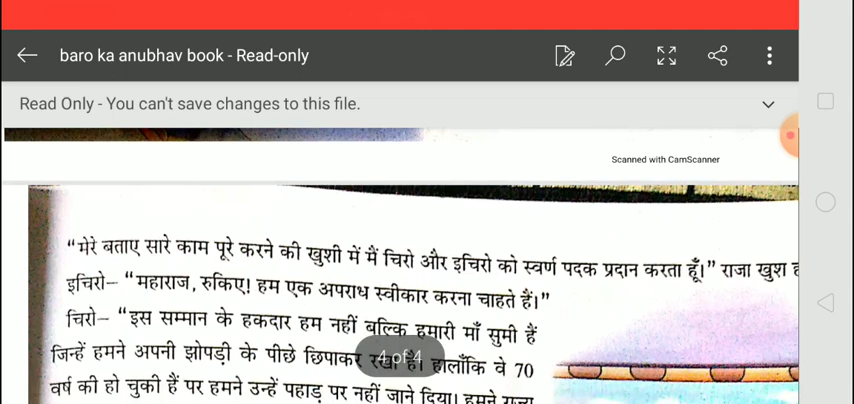 baro ka anubhav book - Read-only
Read Only - You can't save changes to this file.
Scanned with CamScanner
“मेरे बताए सारे काम पूरे करने की खुशी में मैं चिरो और इचिरो को स्वर्ण पदक प्रदान करता हूँ।” राजा खुश
इचिरो– “महाराज, रुकिए! हम एक अपराध स्वीकार करना चाहते हैं।”
चिरो– “इस सम्मान के हकदार हम नहीं बल्कि हमारी माँ सुमी हैं
जिन्हें हमने अपनी झोपड़ी के पीछे छिपाकर रखा है। हालाँकि वे 70
4 of 4
वर्ष की हो चुकी हैं पर हमने उन्हें पहाड़ पर नहीं जाने दिया। हमने